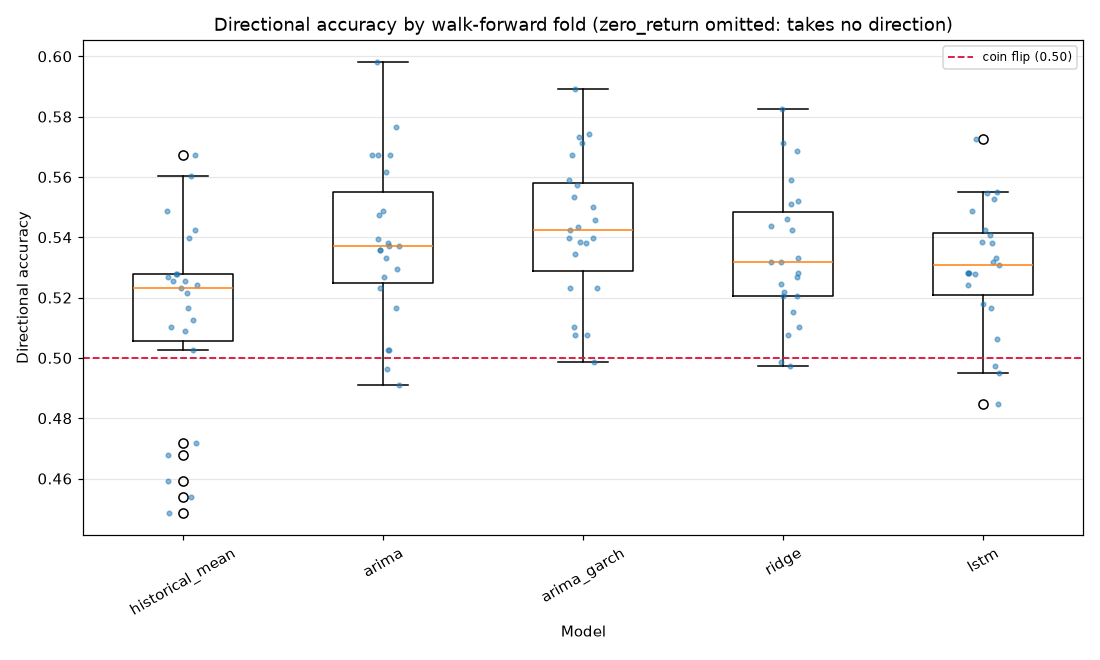 Directional accuracy by walk-forward fold (zero_return omitted: takes no direction)
coin flip (0.50)
Directional accuracy
0.60
0.58
0.56
0.54
0.52
0.50
0.48
0.46
historical_mean
arima
arima_garch
ridge
lstm
Model